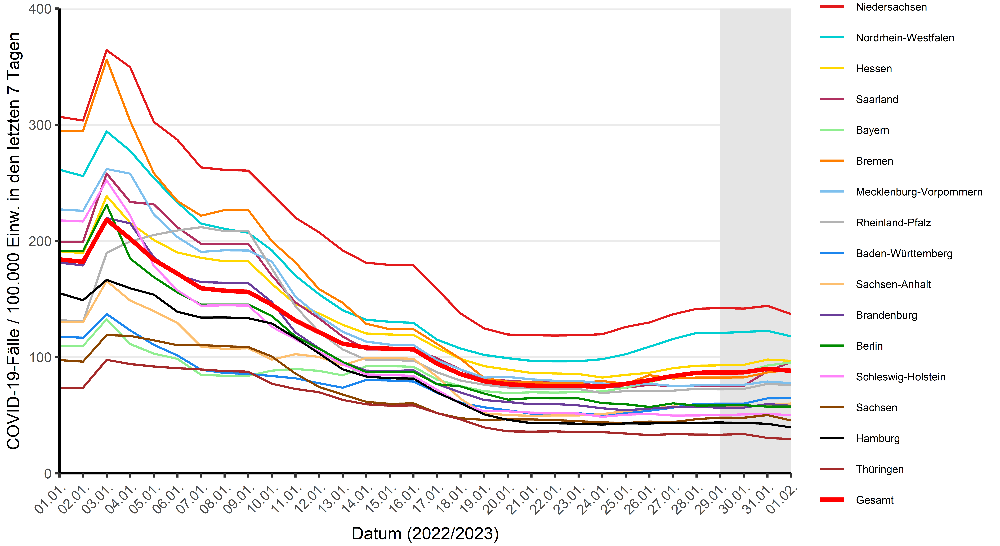 COVID-19-Fälle / 100.000 Einw. in den letzten 7 Tagen
400
300
200
100
0
01.01.
02.01.
03.01.
04.01.
05.01.
06.01.
07.01.
08.01.
09.01.
10.01.
11.01.
12.01.
13.01.
14.01.
15.01.
16.01.
17.01.
18.01.
19.01.
20.01.
21.01.
22.01.
23.01.
24.01.
25.01.
26.01.
27.01.
28.01.
29.01.
30.01.
31.01.
01.02.
Datum (2022/2023)
Niedersachsen
Nordrhein-Westfalen
Hessen
Saarland
Bayern
Bremen
Mecklenburg-Vorpommern
Rheinland-Pfalz
Baden-Württemberg
Sachsen-Anhalt
Brandenburg
Berlin
Schleswig-Holstein
Sachsen
Hamburg
Thüringen
Gesamt